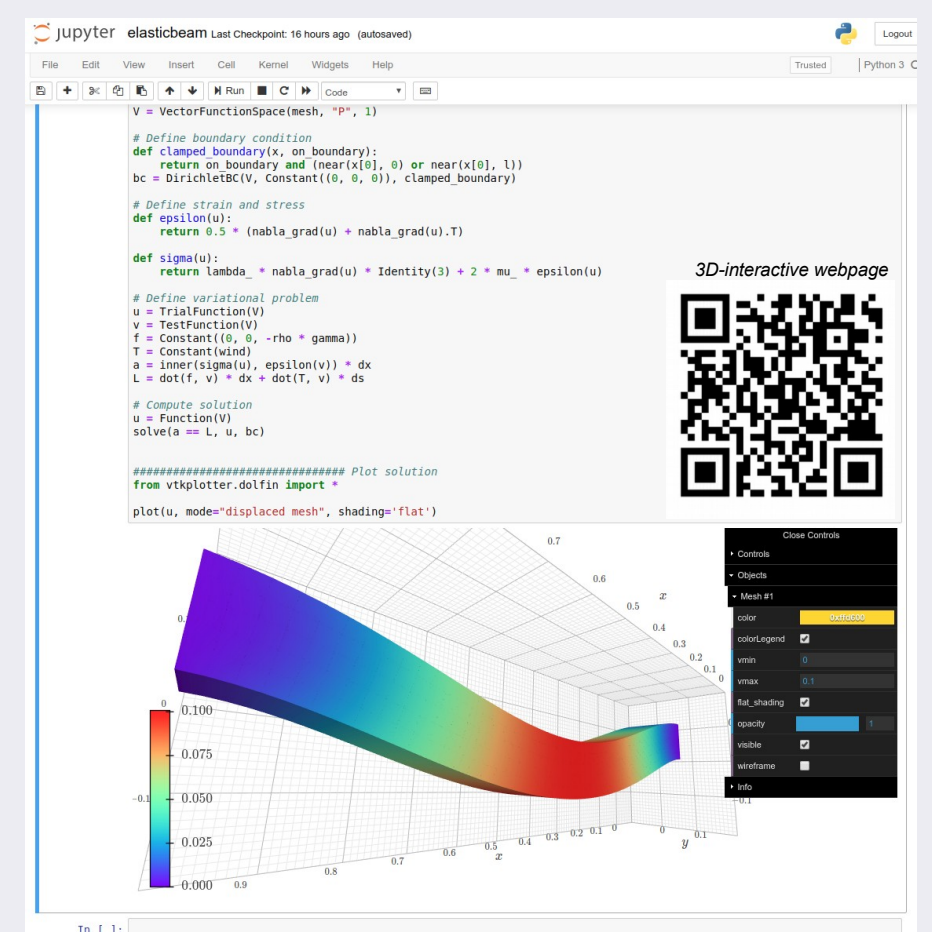 jupyter elasticbeam Last Checkpoint: 16 hours ago (autosaved)
Logout
File Edit View Insert Cell Kernel Widgets Help
Trusted
Python 3
Run
Code
V = VectorFunctionSpace(mesh, "P", 1)
# Define boundary condition
def clamped_boundary(x, on_boundary):
    return on_boundary and (near(x[0], 0) or near(x[0], l))
bc = DirichletBC(V, Constant((0, 0, 0)), clamped_boundary)
# Define strain and stress
def epsilon(u):
    return 0.5 * (nabla_grad(u) + nabla_grad(u).T)
def sigma(u):
    return lambda_ * nabla_grad(u) * Identity(3) + 2 * mu_ * epsilon(u)
# Define variational problem
u = TrialFunction(V)
v = TestFunction(V)
f = Constant((0, 0, -rho * gamma))
T = Constant(wind)
a = inner(sigma(u), epsilon(v)) * dx
L = dot(f, v) * dx + dot(T, v) * ds
# Compute solution
u = Function(V)
solve(a == L, u, bc)
################################ Plot solution
from vtkplotter.dolfin import *
plot(u, mode="displaced mesh", shading='flat')
3D-interactive webpage
0.7
0.6
0.5
x
0.4
0.3
0.2
0.1
0
0
0.100
0.075
-0.1
0.050
0.025
0.000
0.9
0.8
0.7
0.6
0.5
x
0.4
0.3
0.2
0.1
0
0
y
0.1
-0.1
Close Controls
Controls
Objects
Mesh #1
color 0xffd600
colorLegend
vmin 0
vmax 0.1
flat_shading
opacity 1
visible
wireframe
Info
In [ ]: